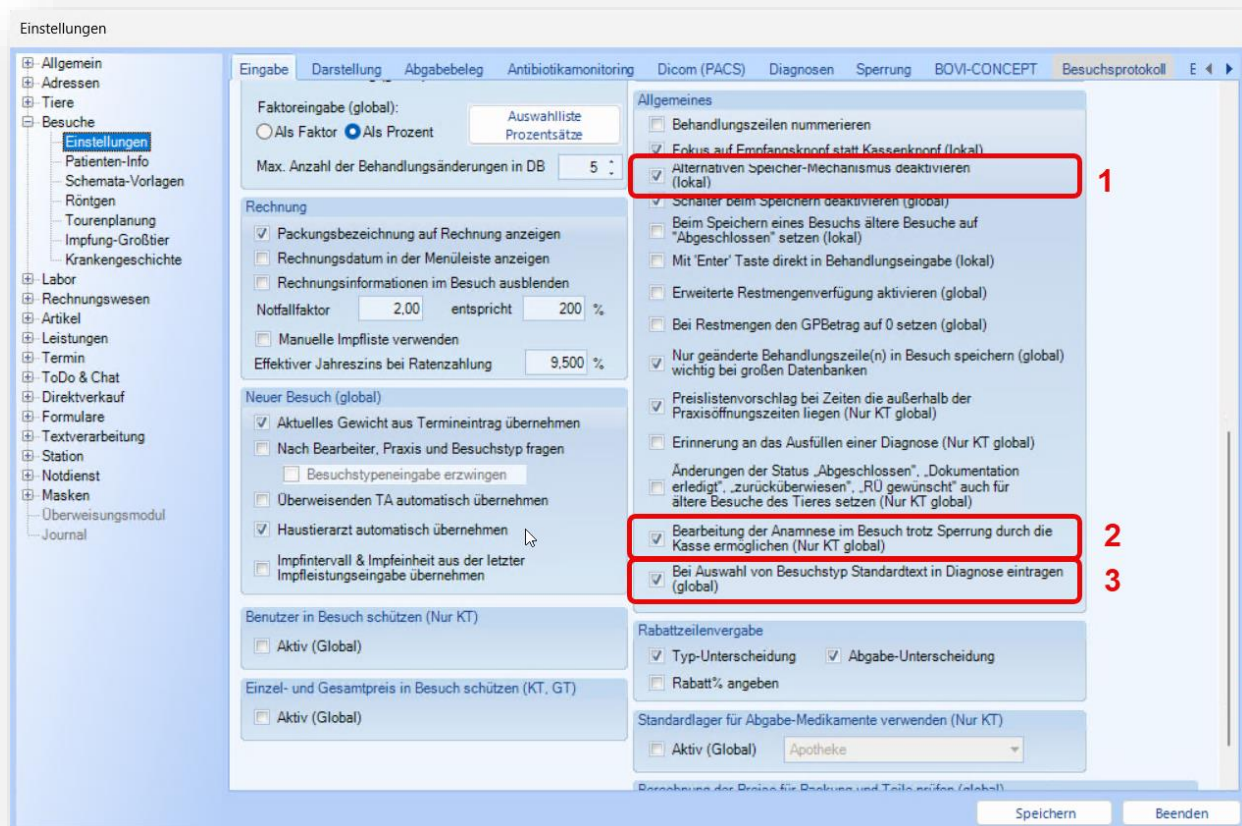 Einstellungen
Allgemein
Adressen
Tiere
Besuche
Einstellungen
Patienten-Info
Schemata-Vorlagen
Röntgen
Tourenplanung
Impfung-Großtier
Krankengeschichte
Labor
Rechnungswesen
Artikel
Leistungen
Termin
ToDo & Chat
Direktverkauf
Formulare
Textverarbeitung
Station
Notdienst
Masken
Überweisungsmodul
Journal
Eingabe Darstellung Abgabebeleg Antibiotikamonitoring Dicom (PACS) Diagnosen Sperrung BOVI-CONCEPT Besuchsprotokoll E
Faktoreingabe (global):
Als Faktor Als Prozent
Auswahlliste
Prozentsätze
Max. Anzahl der Behandlungsänderungen in DB 5
Rechnung
Packungsbezeichnung auf Rechnung anzeigen
Rechnungsdatum in der Menüleiste anzeigen
Rechnungsinformationen im Besuch ausblenden
Notfallfaktor 2,00 entspricht 200 %
Manuelle Impfliste verwenden
Effektiver Jahreszins bei Ratenzahlung 9,500 %
Neuer Besuch (global)
Aktuelles Gewicht aus Termineintrag übernehmen
Nach Bearbeiter, Praxis und Besuchstyp fragen
Besuchstypeneingabe erzwingen
Überweisenden TA automatisch übernehmen
Haustierarzt automatisch übernehmen
Impfintervall & Impfeinheit aus der letzter
Impfleistungseingabe übernehmen
Benutzer in Besuch schützen (Nur KT)
Aktiv (Global)
Einzel- und Gesamtpreis in Besuch schützen (KT, GT)
Aktiv (Global)
Allgemeines
Behandlungszeilen nummerieren
Fokus auf Empfangsknopf statt Kassenknopf (lokal)
Alternativen Speicher-Mechanismus deaktivieren
(lokal)
1
Schalter beim Speichern deaktivieren (global)
Beim Speichern eines Besuchs ältere Besuche auf
"Abgeschlossen" setzen (lokal)
Mit 'Enter' Taste direkt in Behandlungseingabe (lokal)
Erweiterte Restmengenverfügung aktivieren (global)
Bei Restmengen den GPBetrag auf 0 setzen (global)
Nur geänderte Behandlungszeile(n) in Besuch speichern (global)
wichtig bei großen Datenbanken
Preislistenvorschlag bei Zeiten die außerhalb der
Praxisöffnungszeiten liegen (Nur KT global)
Erinnerung an das Ausfüllen einer Diagnose (Nur KT global)
Änderungen der Status „Abgeschlossen", „Dokumentation
erledigt", „zurücküberwiesen", „RÜ gewünscht" auch für
ältere Besuche des Tieres setzen (Nur KT global)
Bearbeitung der Anamnese im Besuch trotz Sperrung durch die
Kasse ermöglichen (Nur KT global)
2
Bei Auswahl von Besuchstyp Standardtext in Diagnose eintragen
(global)
3
Rabattzeilenvergabe
Typ-Unterscheidung Abgabe-Unterscheidung
Rabatt% angeben
Standardlager für Abgabe-Medikamente verwenden (Nur KT)
Aktiv (Global) Apotheke
Berechnung der Preise für Packung und Teile prüfen (global)
Speichern Beenden